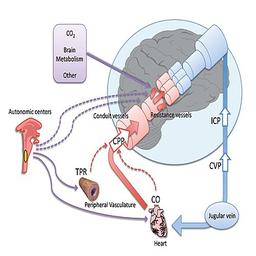 CO2
Brain
Metabolism
Other
Autonomic centers
Conduit vessels
Resistance vessels
CPP
ICP
CVP
TPR
Peripheral Vasculature
CO
Heart
Jugular vein